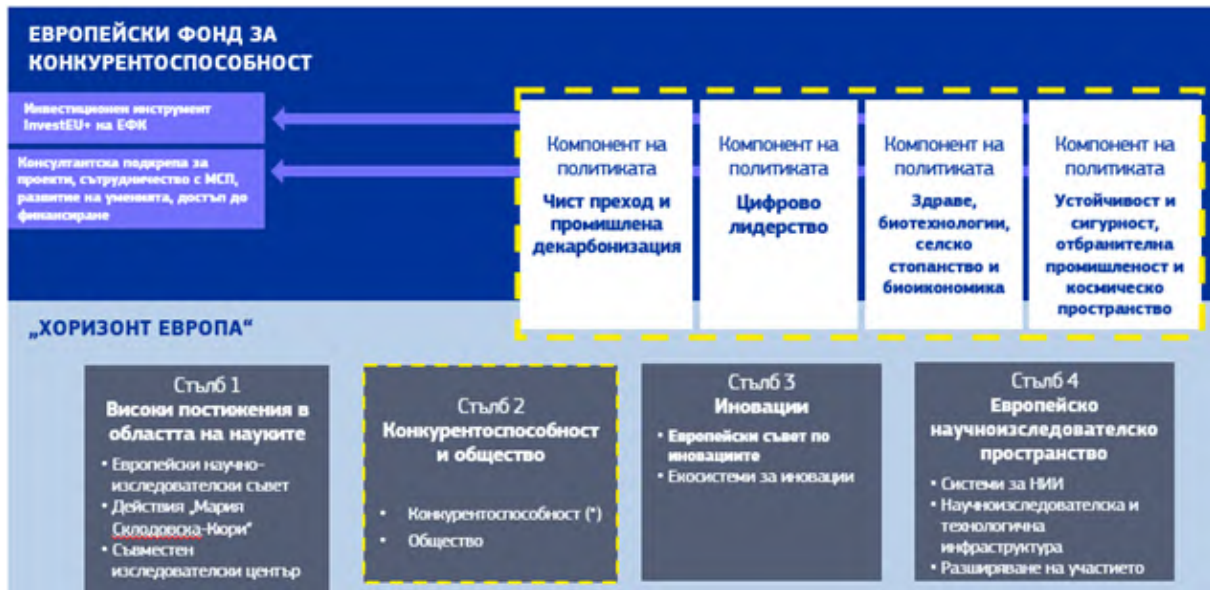 ЕВРОПЕЙСКИ ФОНД ЗА
КОНКУРЕНТОСПОСОБНОСТ
Инвестиционен инструмент
InvestEU+ на ЕФК
Консултантска подкрепа за
проекти, сътрудничество с МСП,
развитие на уменията, достъп до
финансиране
Компонент на
политиката
Чист преход и
промишлена
декарбонизация
Компонент на
политиката
Цифрово
лидерство
Компонент на
политиката
Здраве,
биотехнологии,
селско
стопанство и
биоикономика
Компонент на
политиката
Устойчивост и
сигурност,
отбранителна
промишленост и
космическо
пространство
„ХОРИЗОНТ ЕВРОПА“
Стълб 1
Високи постижения в
областта на науките
• Европейски научно-
изследователски съвет
• Действия „Мария
Склодовска-Кюри“
• Съвместен
изследователски център
Стълб 2
Конкурентоспособност
и общество
• Конкурентоспособност (*)
• Общество
Стълб 3
Иновации
• Европейски съвет по
иновациите
• Екосистеми за иновации
Стълб 4
Европейско
научноизследователско
пространство
• Системи за НИИ
• Научноизследователска и
технологична
инфраструктура
• Разширяване на участието